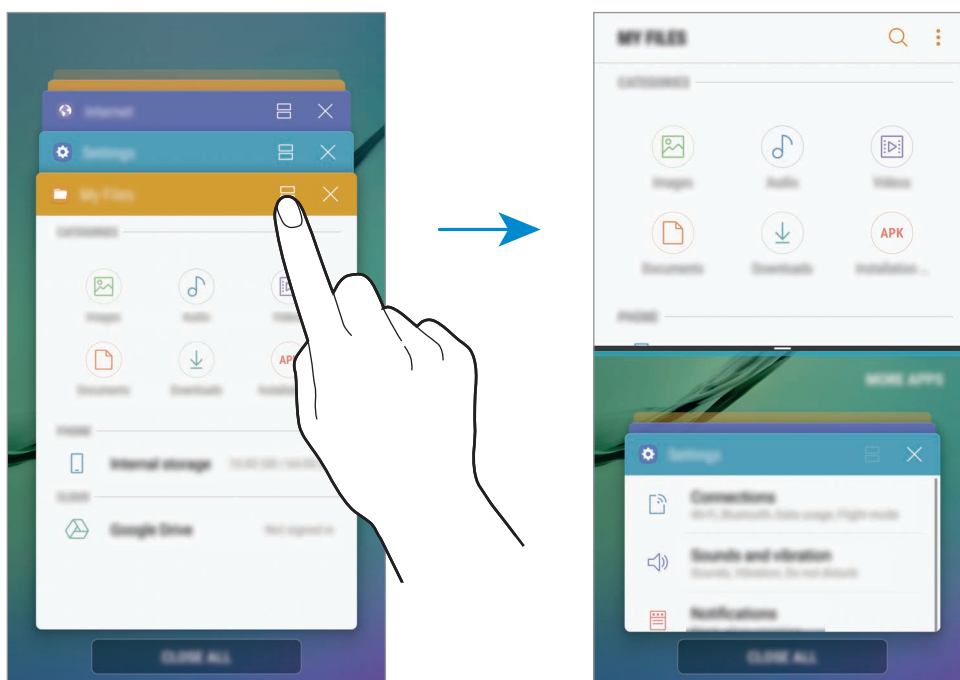 Internet
Settings
My Files
CATEGORIES
Images Audio
Documents Downloads
PHONE
Internal storage
CLOUD
Google Drive Not signed in
CLOSE ALL
MY FILES
CATEGORIES
Images Audio Videos
APK
Documents Downloads Installation ...
PHONE
MORE APPS
Settings
Connections
Wi-Fi, Bluetooth, Data usage, Flight mode
Sounds and vibration
Sounds, Vibration, Do not disturb
Notifications
CLOSE ALL